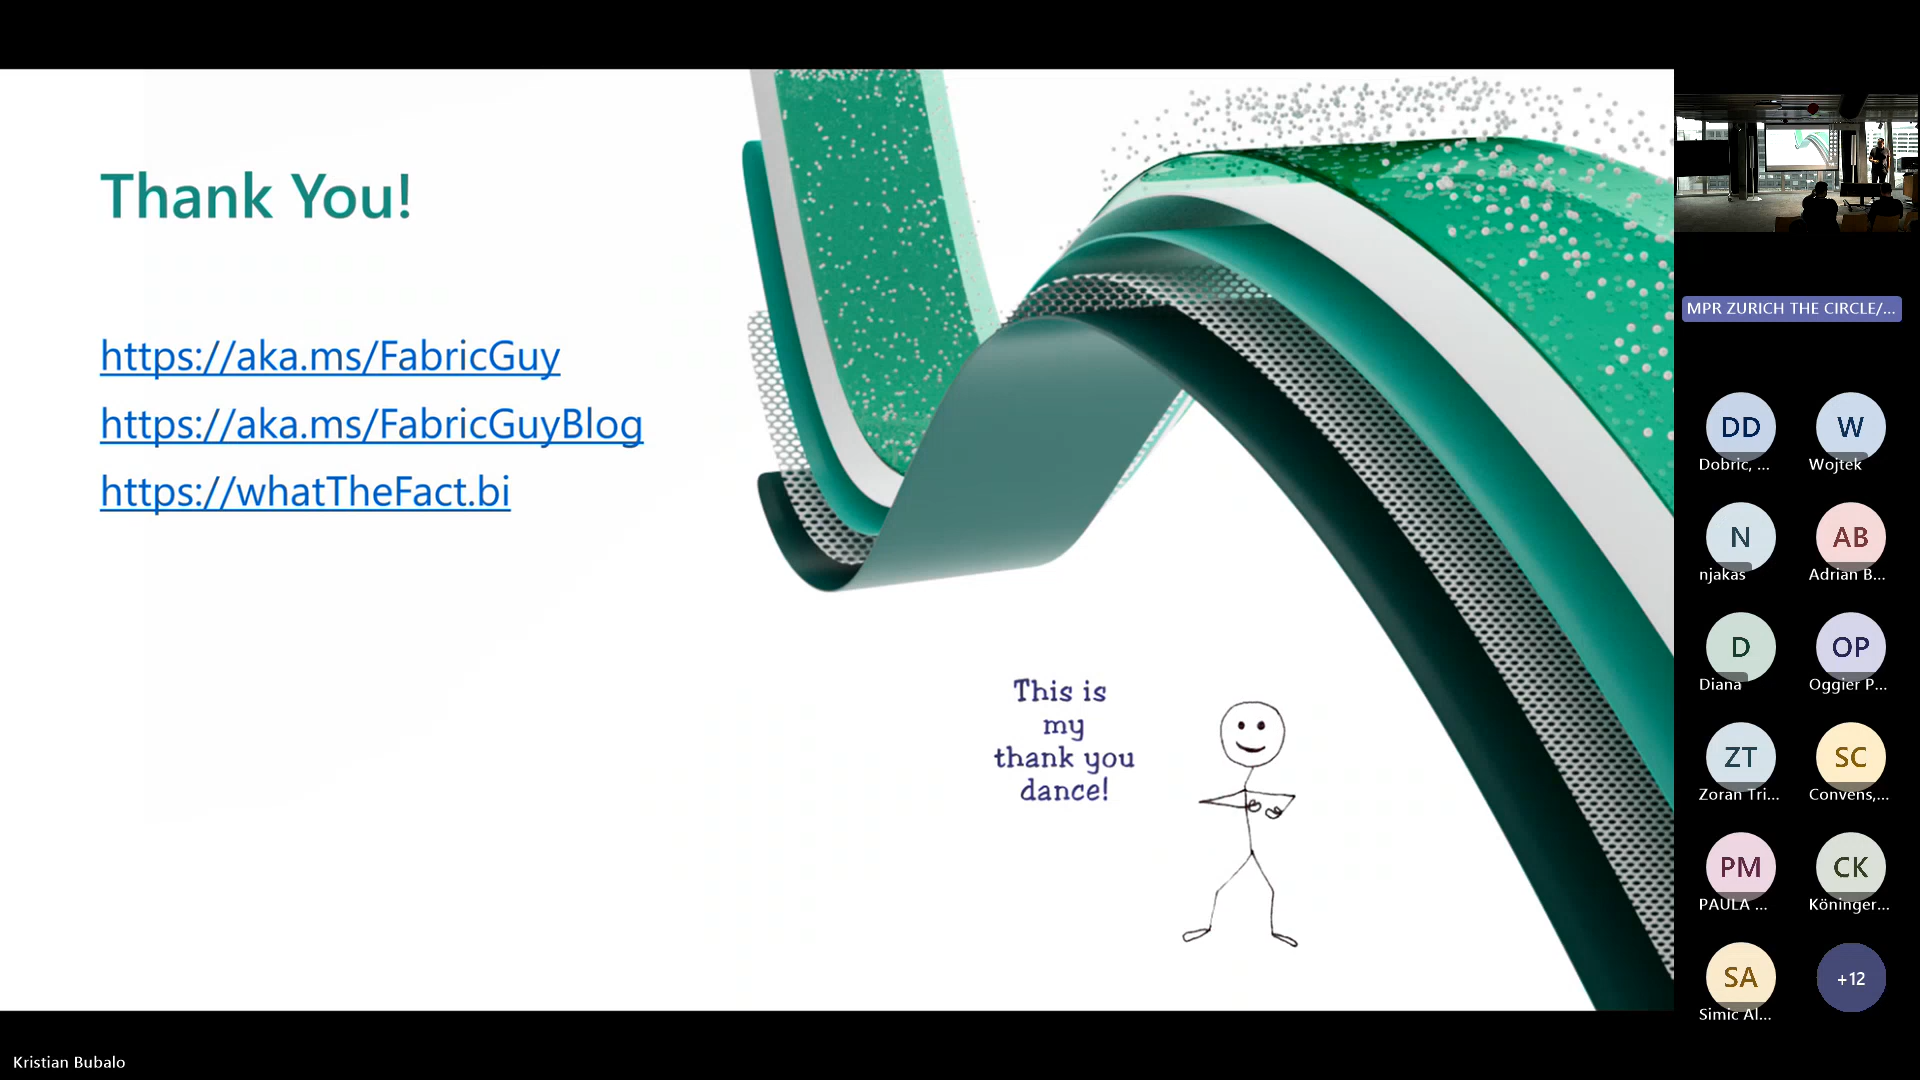 Thank You!
https://aka.ms/FabricGuy
https://aka.ms/FabricGuyBlog
https://whatTheFact.bi
This is
my
thank you
dance!
MPR ZURICH THE CIRCLE/...
DD
Dobric, ...
W
Wojtek
N
njakas
AB
Adrian B...
D
Diana
OP
Oggier P...
ZT
Zoran Tri...
SC
Convens,...
PM
PAULA ...
CK
Köninger...
SA
Simic Al...
+12
Kristian Bubalo